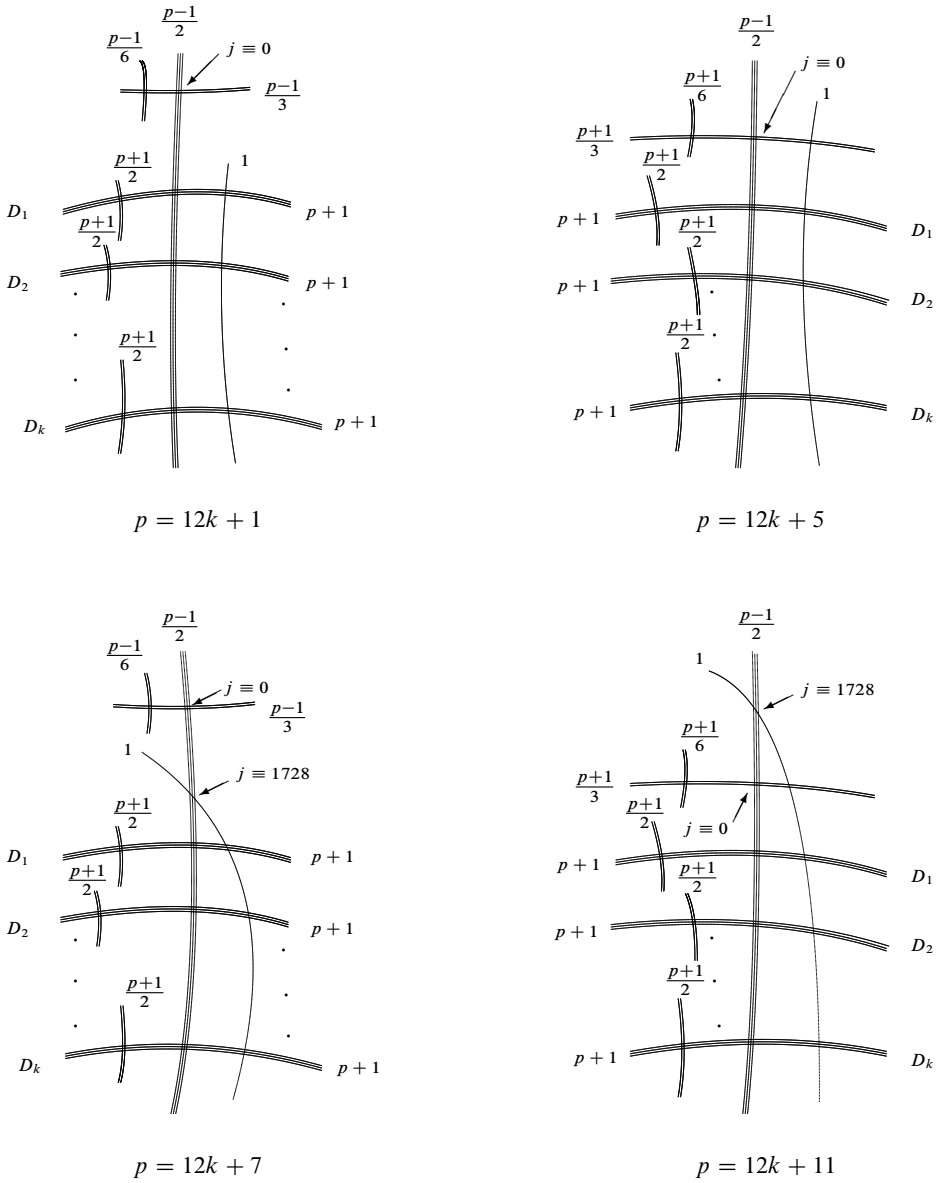 p−1/2
p−1/6
j ≡ 0
p−1/3
p+1/2
1
D₁
p + 1
p+1/2
D₂
p + 1
p+1/2
Dₖ
p + 1
p = 12k + 1
p−1/2
j ≡ 0
p+1/6
1
p+1/3
p+1/2
p + 1
D₁
p+1/2
p + 1
D₂
p+1/2
p + 1
Dₖ
p = 12k + 5
p−1/2
p−1/6
j ≡ 0
p−1/3
1
j ≡ 1728
p+1/2
D₁
p + 1
p+1/2
D₂
p + 1
p+1/2
Dₖ
p + 1
p = 12k + 7
p−1/2
1
j ≡ 1728
p+1/6
p+1/3
p+1/2
j ≡ 0
p + 1
D₁
p+1/2
p + 1
D₂
p+1/2
p + 1
Dₖ
p = 12k + 11